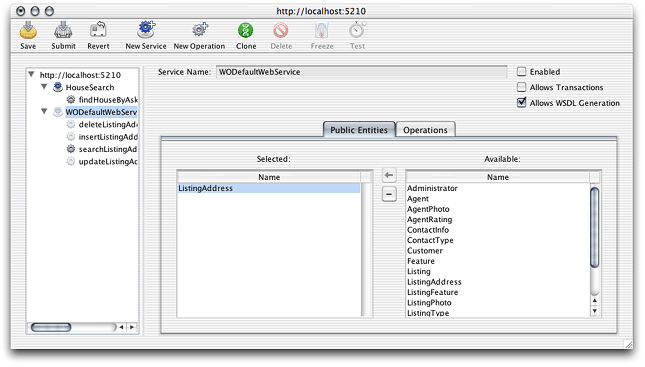 http://localhost:5210
Save Submit Revert New Service New Operation Clone Delete Freeze Test
http://localhost:5210
HouseSearch
findHouseByAsk
WODefaultWebServ
deleteListingAdd
insertListingAdd
searchListingAd
updateListingAd
Service Name: WODefaultWebService
Enabled
Allows Transactions
Allows WSDL Generation
Public Entities Operations
Selected:
Name
ListingAddress
Available:
Name
Administrator
Agent
AgentPhoto
AgentRating
ContactInfo
ContactType
Customer
Feature
Listing
ListingAddress
ListingFeature
ListingPhoto
ListingType